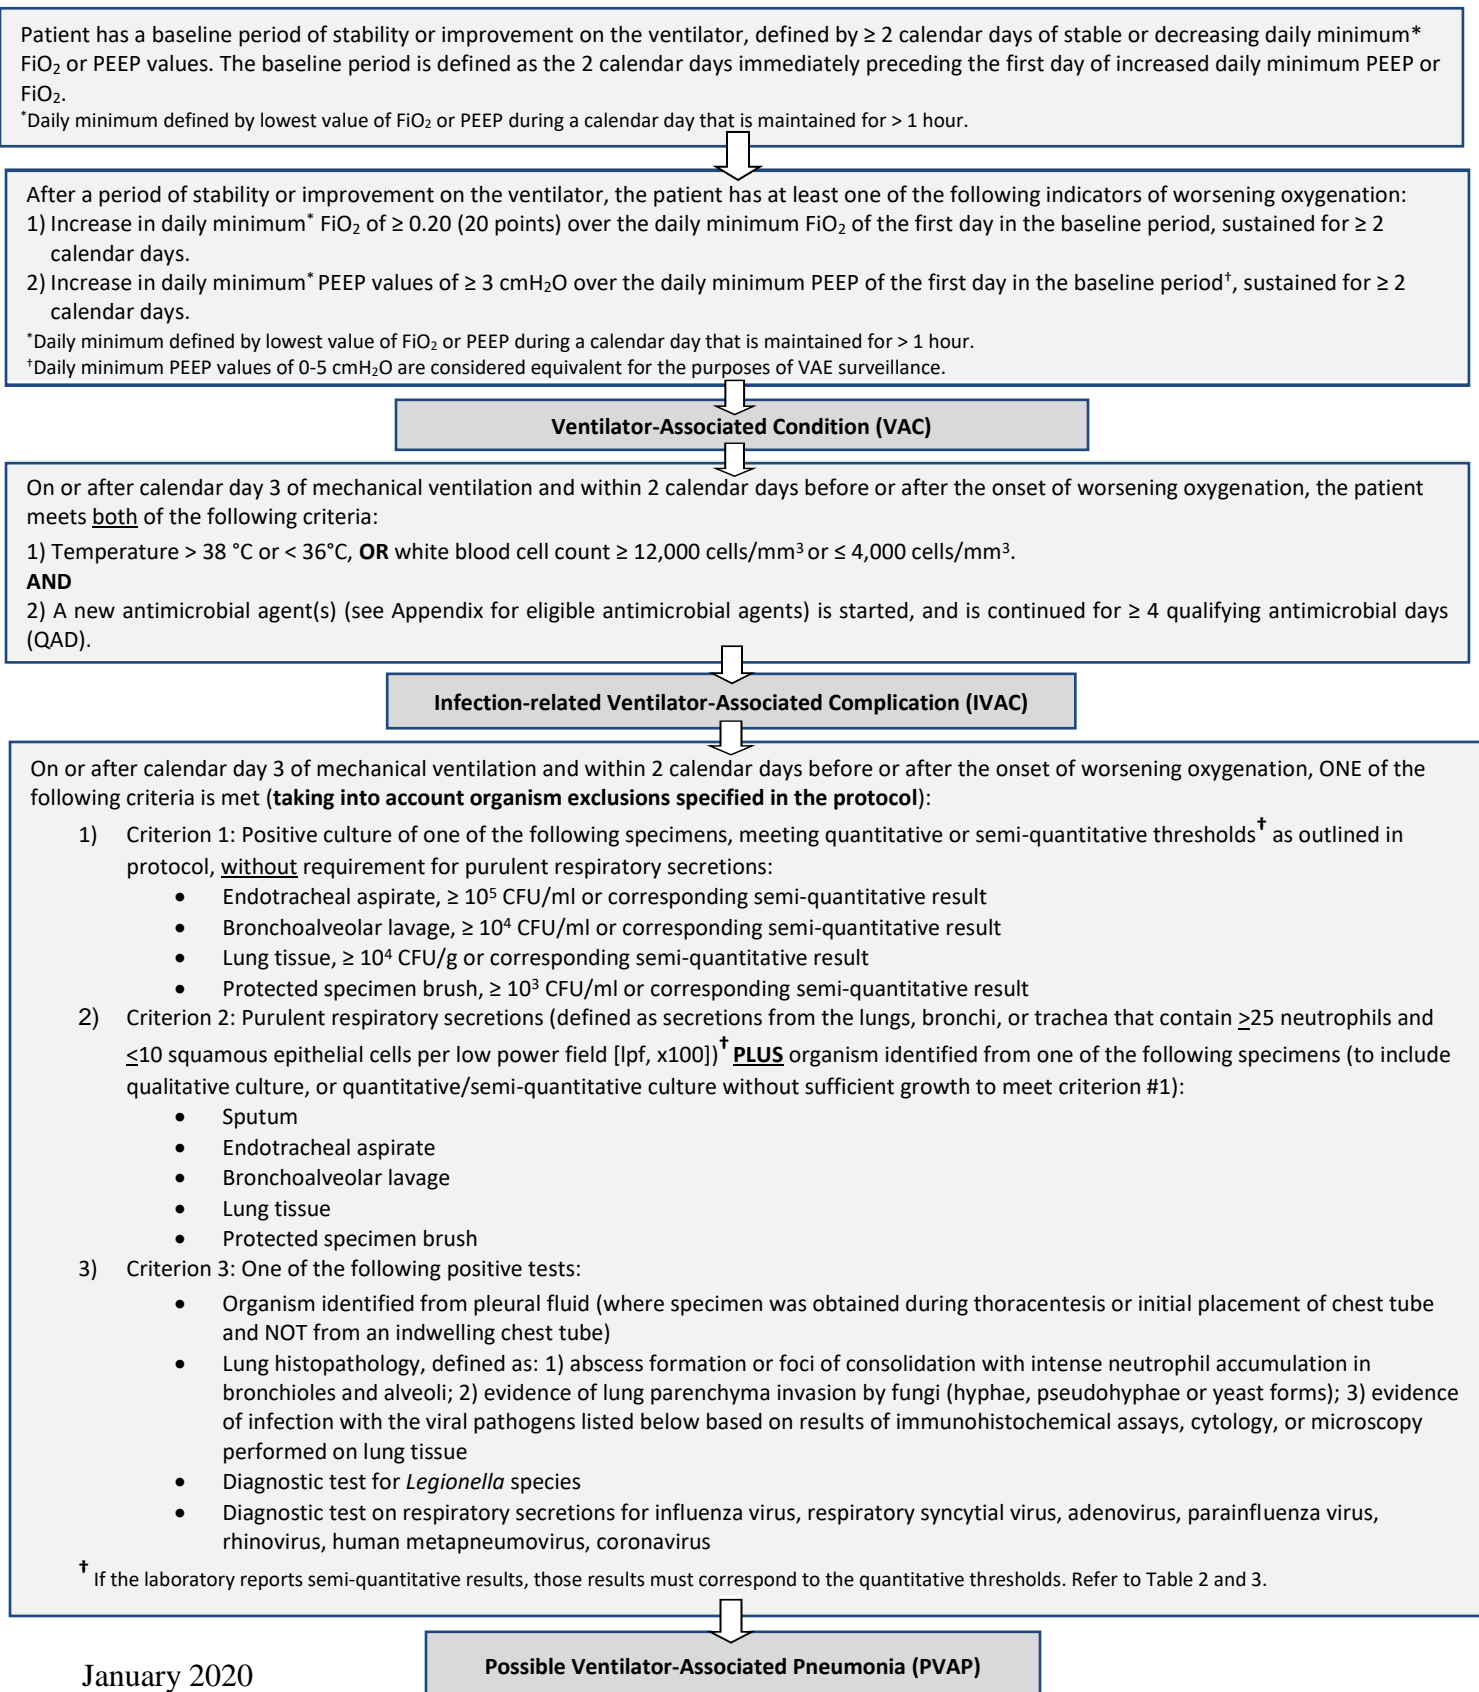 Patient has a baseline period of stability or improvement on the ventilator, defined by ≥ 2 calendar days of stable or decreasing daily minimum*
FiO₂ or PEEP values. The baseline period is defined as the 2 calendar days immediately preceding the first day of increased daily minimum PEEP or
FiO₂.
*Daily minimum defined by lowest value of FiO₂ or PEEP during a calendar day that is maintained for > 1 hour.
After a period of stability or improvement on the ventilator, the patient has at least one of the following indicators of worsening oxygenation:
1) Increase in daily minimum* FiO₂ of ≥ 0.20 (20 points) over the daily minimum FiO₂ of the first day in the baseline period, sustained for ≥ 2
calendar days.
2) Increase in daily minimum* PEEP values of ≥ 3 cmH₂O over the daily minimum PEEP of the first day in the baseline period†, sustained for ≥ 2
calendar days.
*Daily minimum defined by lowest value of FiO₂ or PEEP during a calendar day that is maintained for > 1 hour.
†Daily minimum PEEP values of 0-5 cmH₂O are considered equivalent for the purposes of VAE surveillance.
Ventilator-Associated Condition (VAC)
On or after calendar day 3 of mechanical ventilation and within 2 calendar days before or after the onset of worsening oxygenation, the patient
meets both of the following criteria:
1) Temperature > 38 °C or < 36°C, OR white blood cell count ≥ 12,000 cells/mm³ or ≤ 4,000 cells/mm³.
AND
2) A new antimicrobial agent(s) (see Appendix for eligible antimicrobial agents) is started, and is continued for ≥ 4 qualifying antimicrobial days
(QAD).
Infection-related Ventilator-Associated Complication (IVAC)
On or after calendar day 3 of mechanical ventilation and within 2 calendar days before or after the onset of worsening oxygenation, ONE of the
following criteria is met (taking into account organism exclusions specified in the protocol):
1) Criterion 1: Positive culture of one of the following specimens, meeting quantitative or semi-quantitative thresholds† as outlined in
protocol, without requirement for purulent respiratory secretions:
• Endotracheal aspirate, ≥ 10⁵ CFU/ml or corresponding semi-quantitative result
• Bronchoalveolar lavage, ≥ 10⁴ CFU/ml or corresponding semi-quantitative result
• Lung tissue, ≥ 10⁴ CFU/g or corresponding semi-quantitative result
• Protected specimen brush, ≥ 10³ CFU/ml or corresponding semi-quantitative result
2) Criterion 2: Purulent respiratory secretions (defined as secretions from the lungs, bronchi, or trachea that contain ≥25 neutrophils and
≤10 squamous epithelial cells per low power field [lpf, x100])† PLUS organism identified from one of the following specimens (to include
qualitative culture, or quantitative/semi-quantitative culture without sufficient growth to meet criterion #1):
• Sputum
• Endotracheal aspirate
• Bronchoalveolar lavage
• Lung tissue
• Protected specimen brush
3) Criterion 3: One of the following positive tests:
• Organism identified from pleural fluid (where specimen was obtained during thoracentesis or initial placement of chest tube
and NOT from an indwelling chest tube)
• Lung histopathology, defined as: 1) abscess formation or foci of consolidation with intense neutrophil accumulation in
bronchioles and alveoli; 2) evidence of lung parenchyma invasion by fungi (hyphae, pseudohyphae or yeast forms); 3) evidence
of infection with the viral pathogens listed below based on results of immunohistochemical assays, cytology, or microscopy
performed on lung tissue
• Diagnostic test for Legionella species
• Diagnostic test on respiratory secretions for influenza virus, respiratory syncytial virus, adenovirus, parainfluenza virus,
rhinovirus, human metapneumovirus, coronavirus
† If the laboratory reports semi-quantitative results, those results must correspond to the quantitative thresholds. Refer to Table 2 and 3.
Possible Ventilator-Associated Pneumonia (PVAP)
January 2020